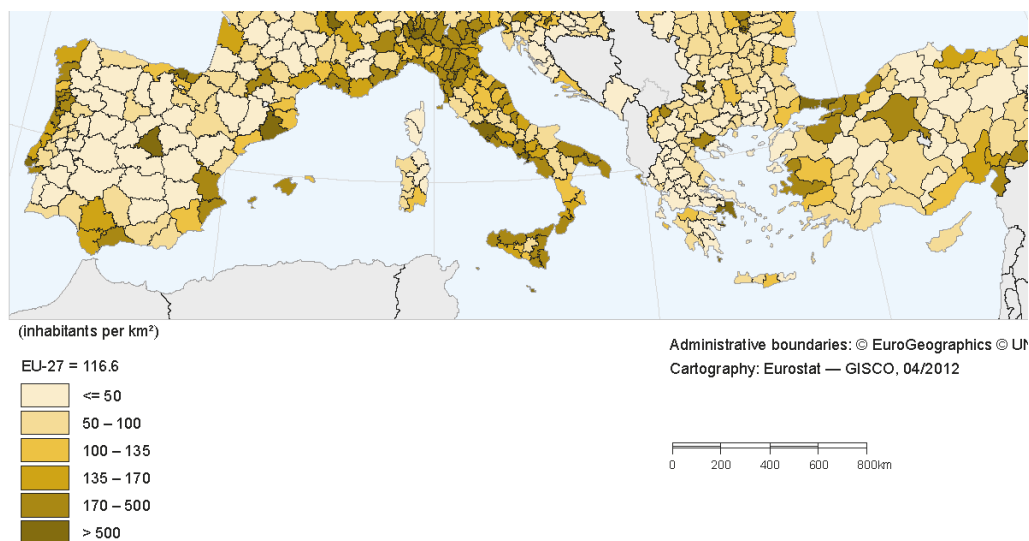 (inhabitants per km²)
EU-27 = 116.6
<= 50
50 – 100
100 – 135
135 – 170
170 – 500
> 500
Administrative boundaries: © EuroGeographics © UN
Cartography: Eurostat — GISCO, 04/2012
0 200 400 600 800km